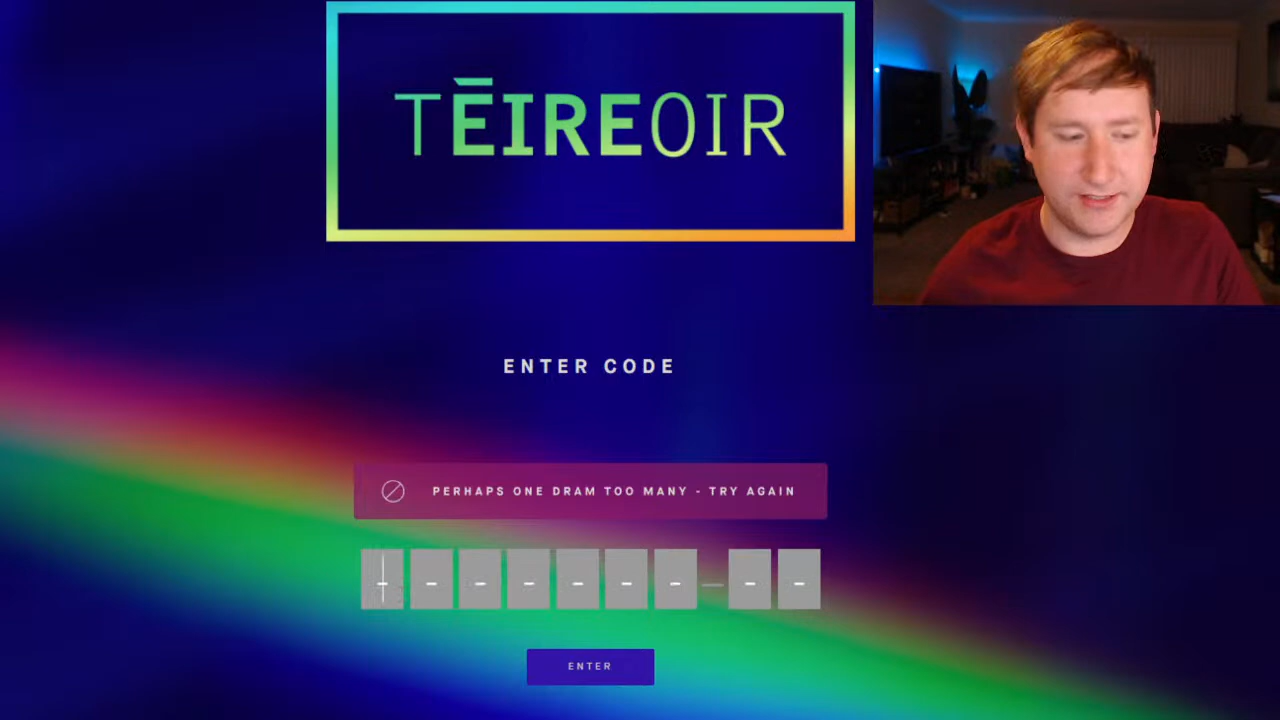 TĒIREOIR
ENTER CODE
PERHAPS ONE DRAM TOO MANY - TRY AGAIN
ENTER